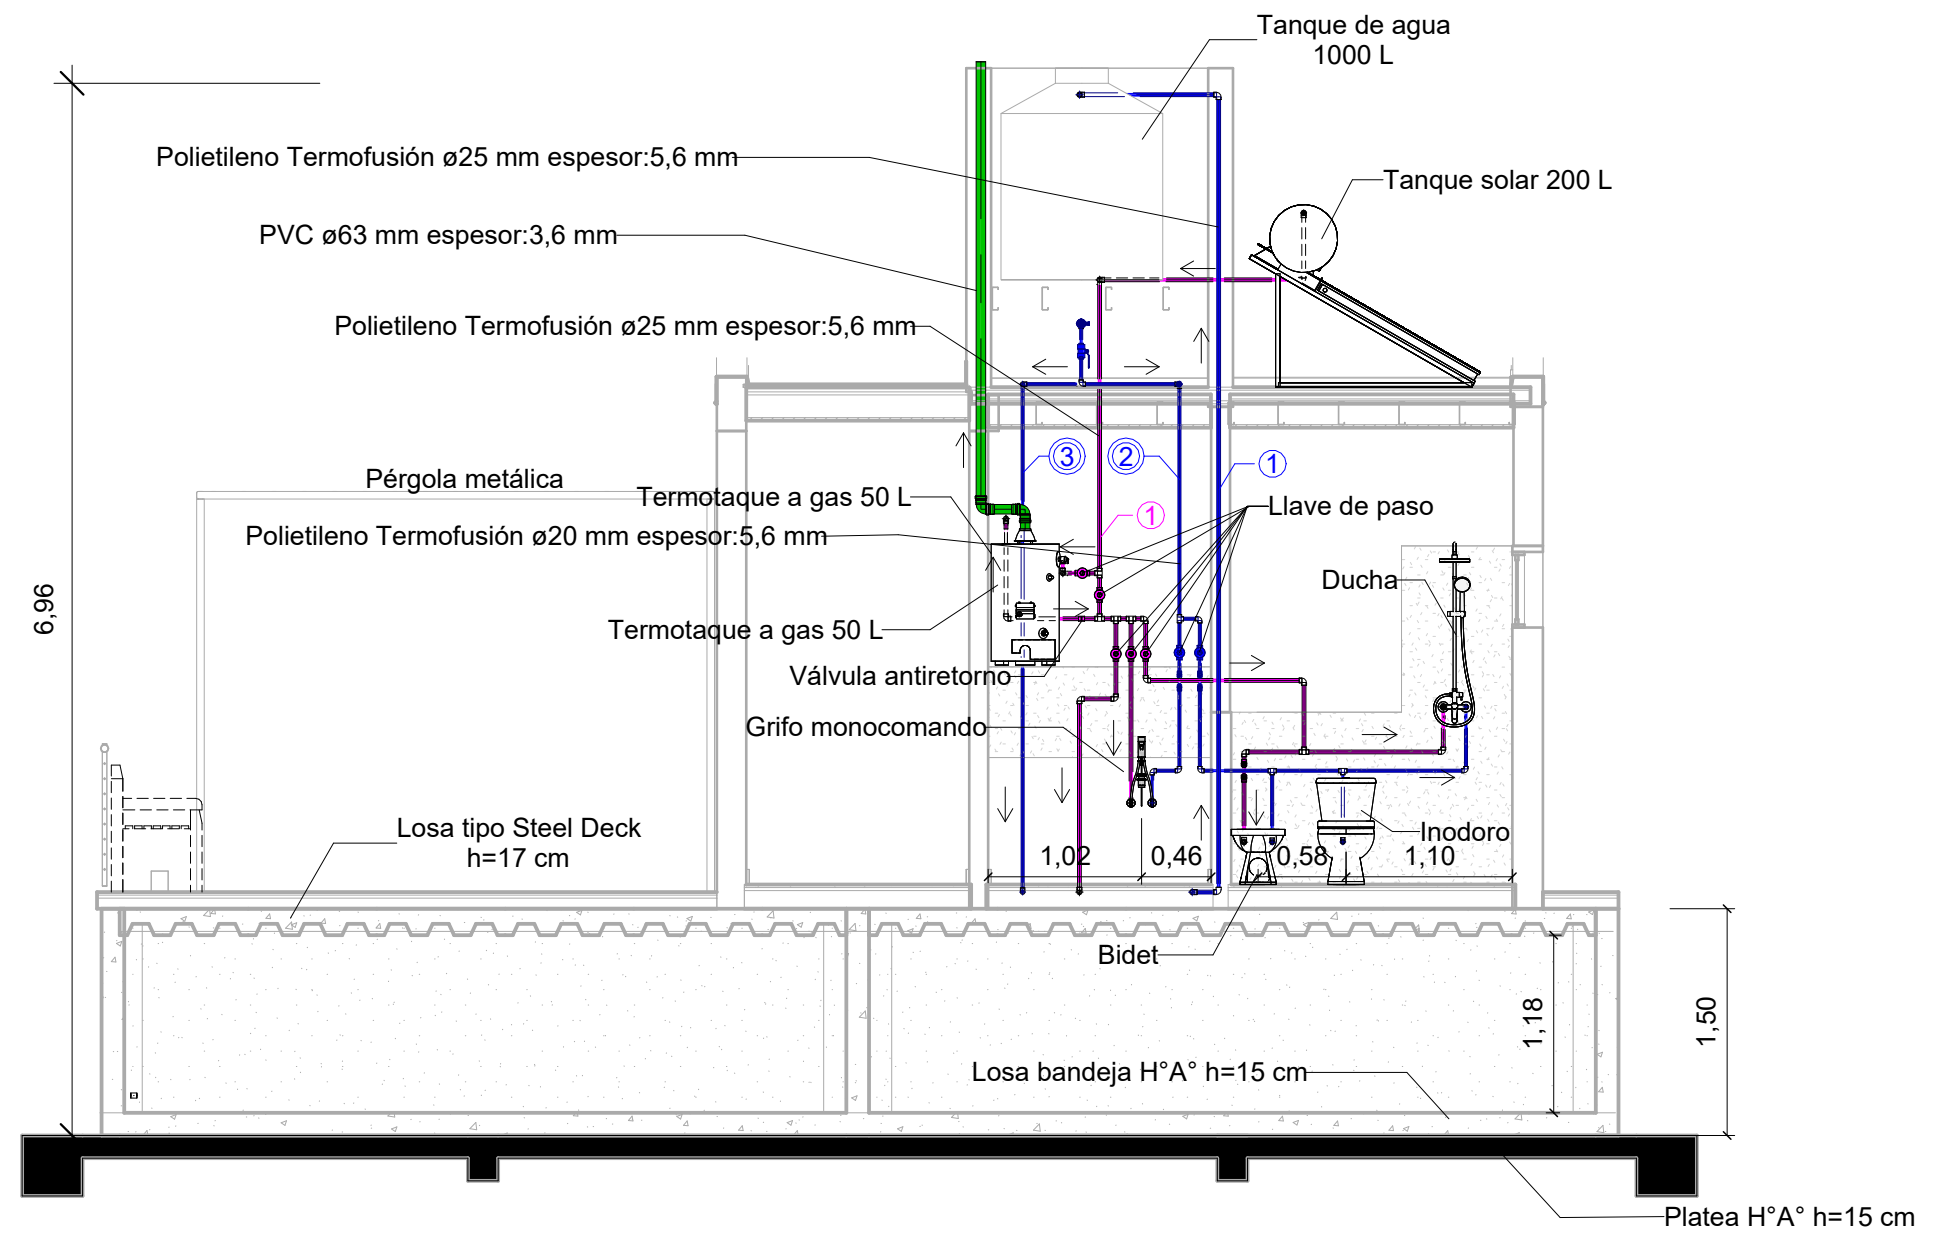 Tanque de agua
1000 L
Polietileno Termofusión ø25 mm espesor:5,6 mm
Tanque solar 200 L
PVC ø63 mm espesor:3,6 mm
Polietileno Termofusión ø25 mm espesor:5,6 mm
3
2
1
Pérgola metálica
Termotaque a gas 50 L
Llave de paso
1
Polietileno Termofusión ø20 mm espesor:5,6 mm
Ducha
6,96
Termotaque a gas 50 L
Válvula antiretorno
Grifo monocomando
Losa tipo Steel Deck
h=17 cm
Inodoro
1,02
0,46
0,58
1,10
Bidet
1,18
1,50
Losa bandeja H°A° h=15 cm
Platea H°A° h=15 cm